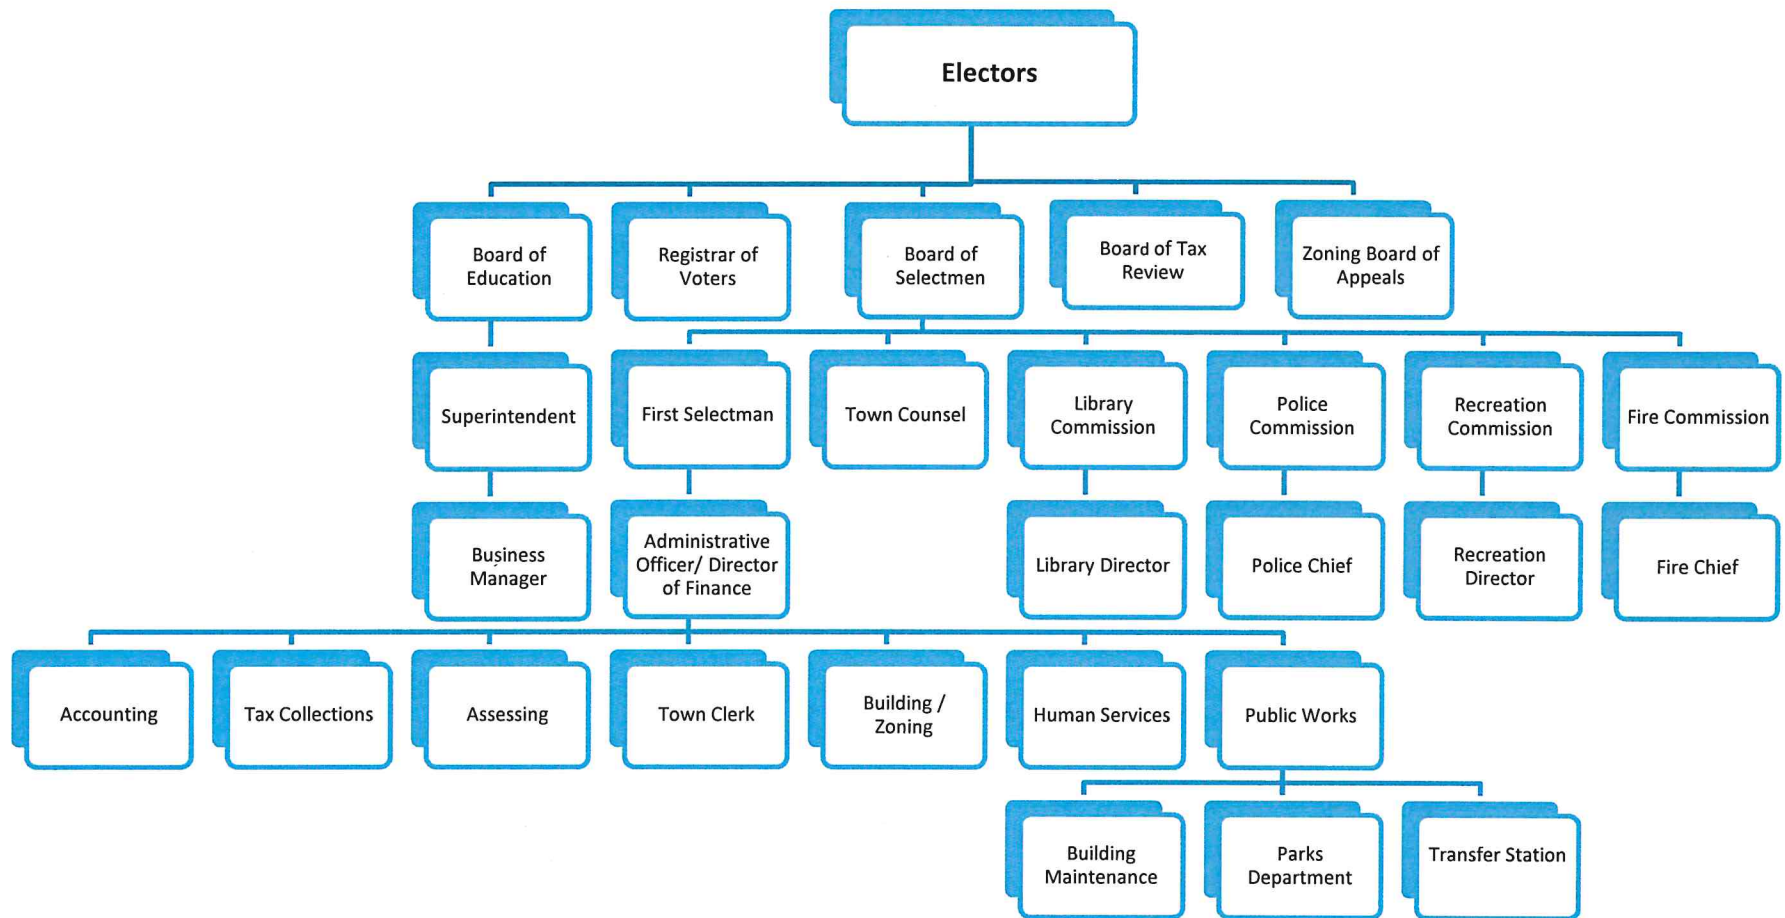 Electors
Board of
Education
Registrar of
Voters
Board of
Selectmen
Board of Tax
Review
Zoning Board of
Appeals
Superintendent
First Selectman
Town Counsel
Library
Commission
Police
Commission
Recreation
Commission
Fire Commission
Business
Manager
Administrative
Officer/ Director
of Finance
Library Director
Police Chief
Recreation
Director
Fire Chief
Accounting
Tax Collections
Assessing
Town Clerk
Building /
Zoning
Human Services
Public Works
Building
Maintenance
Parks
Department
Transfer Station